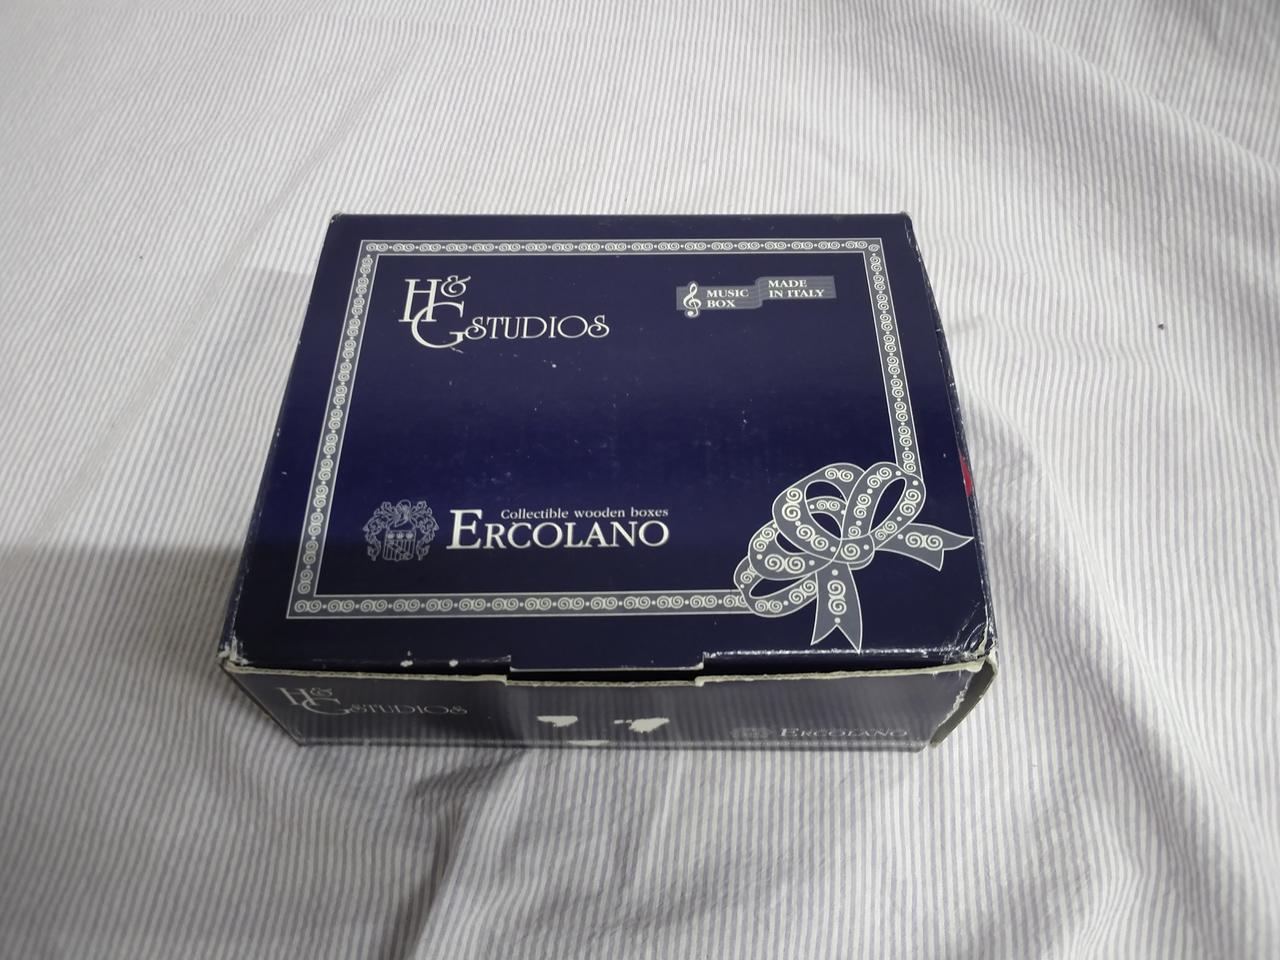 H&
G STUDIOS
MUSIC
BOX
MADE
IN ITALY
Collectible wooden boxes
ERCOLANO
H&
G STUDIOS
ERCOLANO